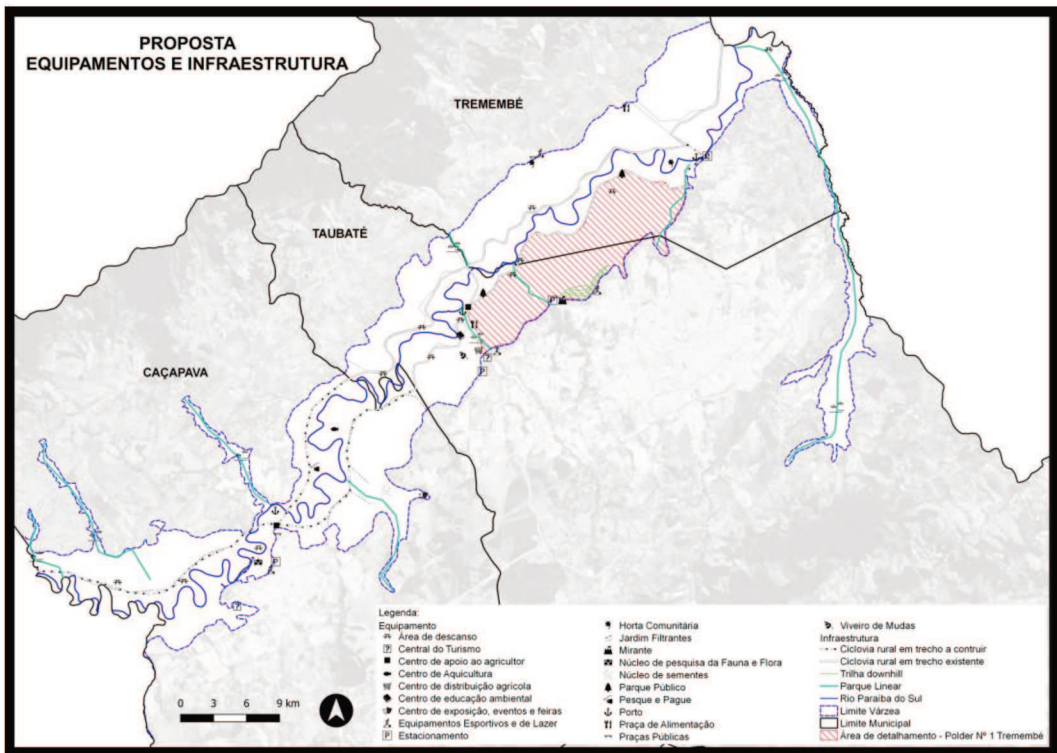 PROPOSTA
EQUIPAMENTOS E INFRAESTRUTURA
TREMEMBÉ
TAUBATÉ
CAÇAPAVA
0 3 6 9 km
Legenda:
Equipamento
Área de descanso
? Central do Turismo
Centro de apoio ao agricultor
Centro de Aquicultura
Centro de distribuição agrícola
Centro de educação ambiental
Centro de exposição, eventos e feiras
Equipamentos Esportivos e de Lazer
P Estacionamento
Horta Comunitária
Jardim Filtrantes
Mirante
Núcleo de pesquisa da Fauna e Flora
Núcleo de sementes
Parque Público
Pesque e Pague
Porto
Praça de Alimentação
Praças Públicas
Viveiro de Mudas
Infraestrutura
Ciclovia rural em trecho a contruir
Ciclovia rural em trecho existente
Trilha downhill
Parque Linear
Rio Paraíba do Sul
Limite Várzea
Limite Municipal
Área de detalhamento - Polder Nº 1 Tremembé